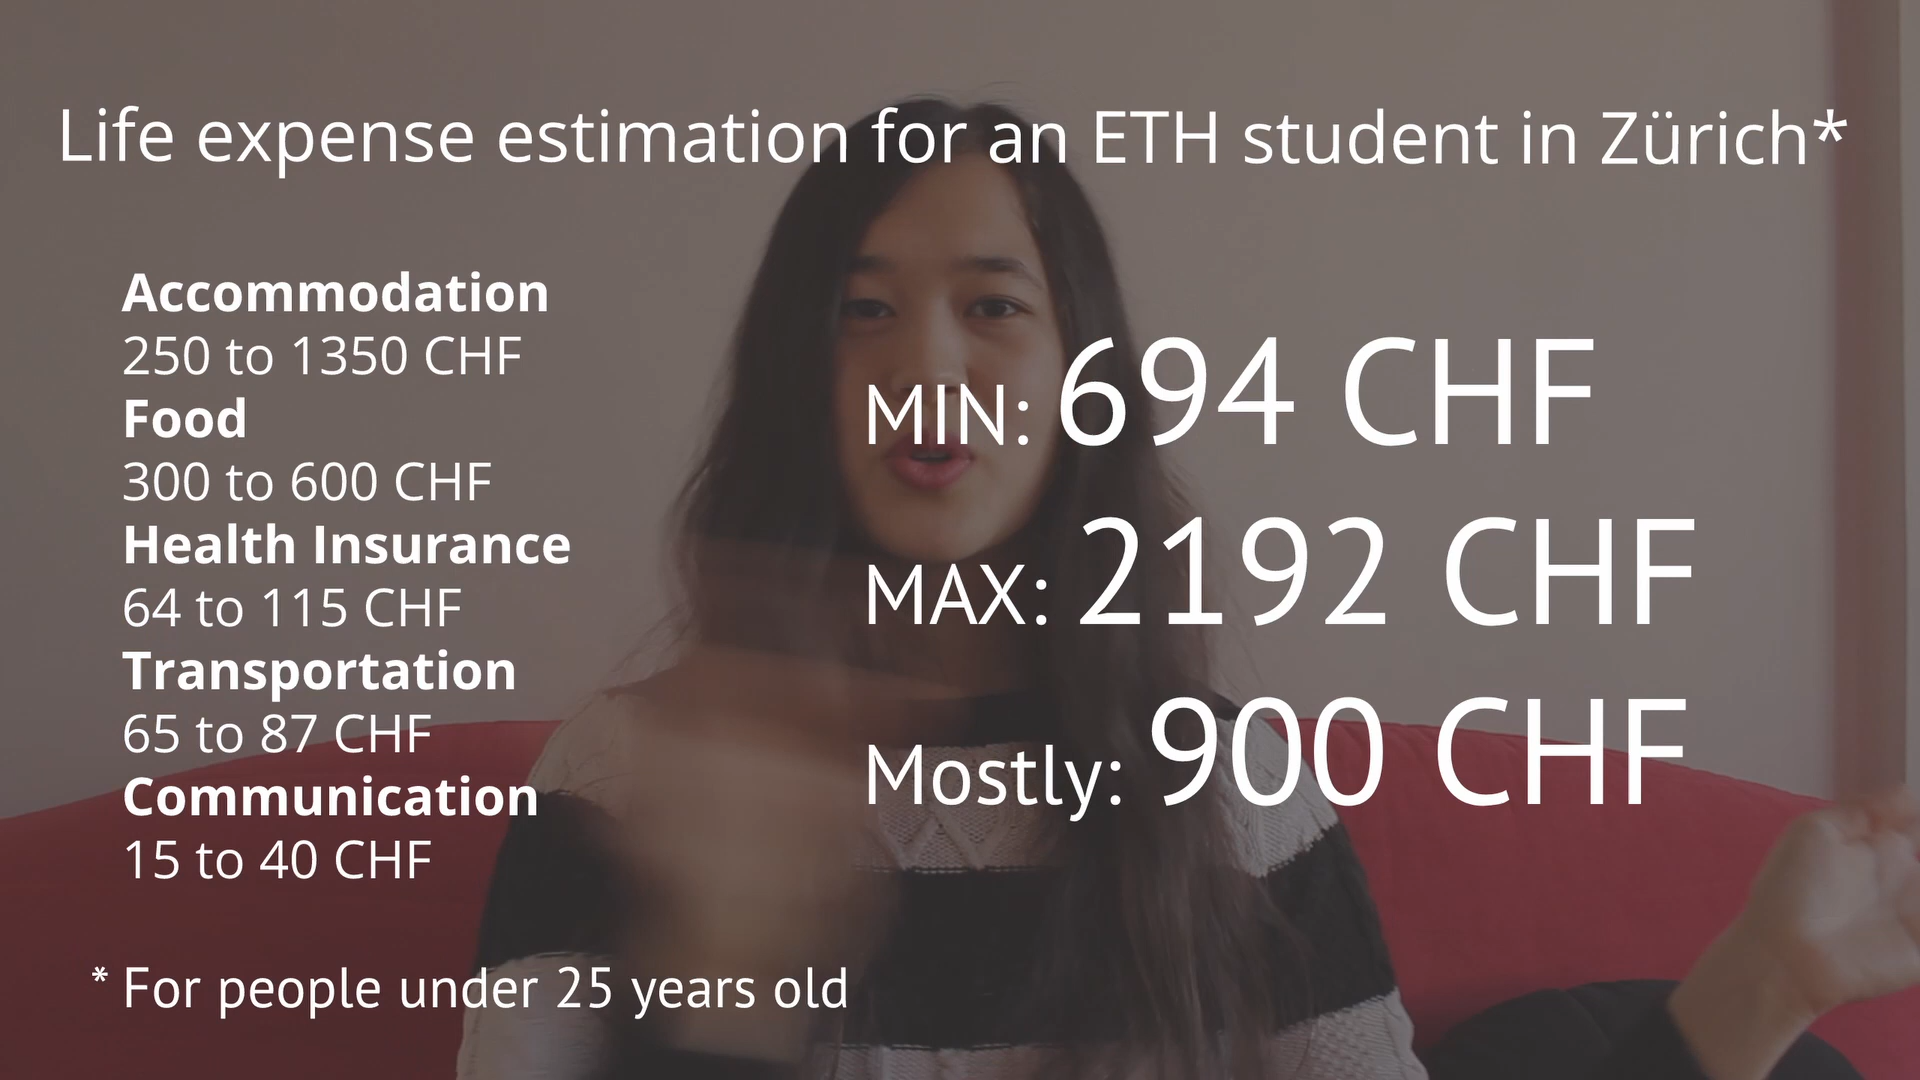 Life expense estimation for an ETH student in Zürich*
Accommodation
250 to 1350 CHF
Food
300 to 600 CHF
Health Insurance
64 to 115 CHF
Transportation
65 to 87 CHF
Communication
15 to 40 CHF
MIN: 694 CHF
MAX: 2192 CHF
Mostly: 900 CHF
* For people under 25 years old